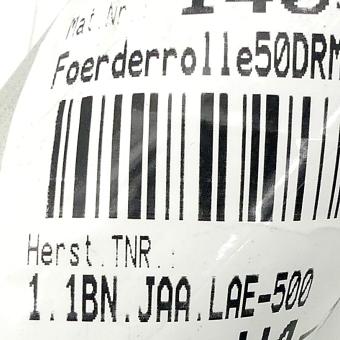 Mat.Nr
Foerderrolle50DRM
Herst.TNR.:
1.1BN.JAA.LAE-500